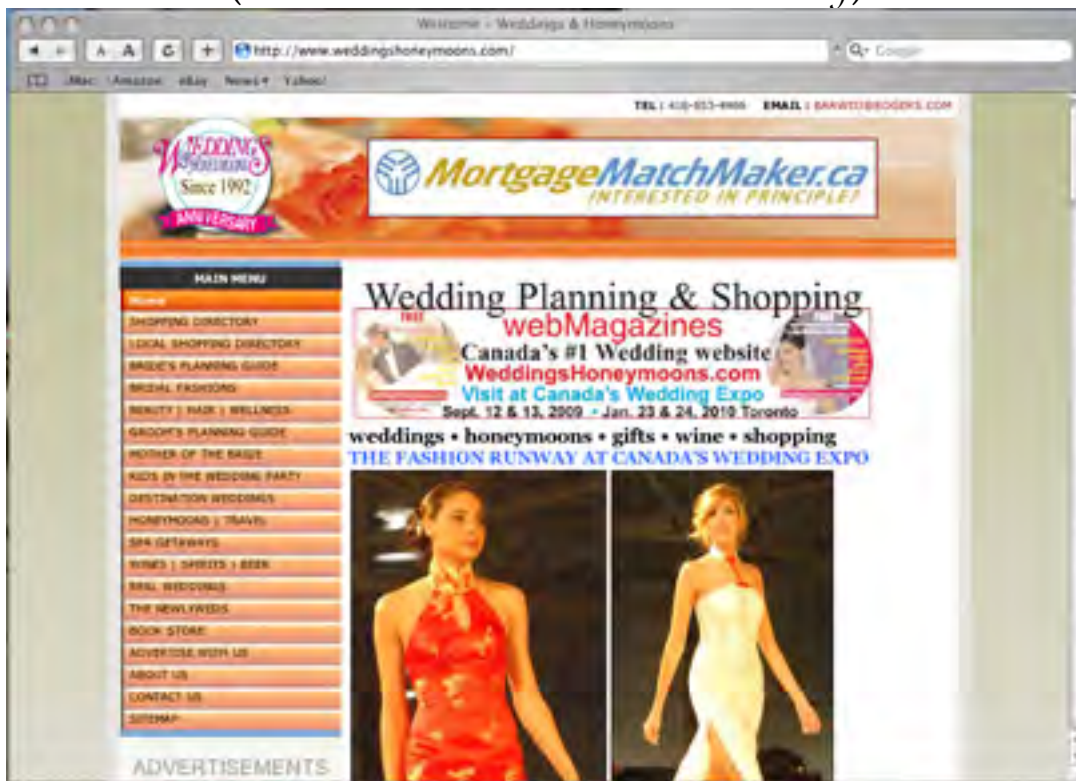 Welcome - Weddings & Honeymoons
A A C + http://www.weddingshoneymoons.com/ Q Google
Mac Amazon eBay News Yahoo!
TEL : EMAIL :
WEDDINGS
HONEYMOONS
Since 1992
ANNIVERSARY
MortgageMatchMaker.ca
INTERESTED IN PRINCIPLE?
MAIN MENU
Home
SHOPPING DIRECTORY
LOCAL SHOPPING DIRECTORY
BRIDE'S PLANNING GUIDE
BRIDAL FASHIONS
BEAUTY | HAIR | WELLNESS
GROOM'S PLANNING GUIDE
MOTHER OF THE BRIDE
KIDS IN THE WEDDING PARTY
DESTINATION WEDDINGS
HONEYMOONS | TRAVEL
SPA GETAWAYS
WINES | SPIRITS | BEER
REAL WEDDINGS
THE NEWLYWEDS
BOOK STORE
ADVERTISE WITH US
ABOUT US
CONTACT US
SITEMAP
ADVERTISEMENTS
Wedding Planning & Shopping
FREE
webMagazines
Canada's #1 Wedding website
WeddingsHoneymoons.com
Visit at Canada's Wedding Expo
Sept. 12 & 13, 2009 • Jan. 23 & 24, 2010 Toronto
weddings • honeymoons • gifts • wine • shopping
THE FASHION RUNWAY AT CANADA'S WEDDING EXPO